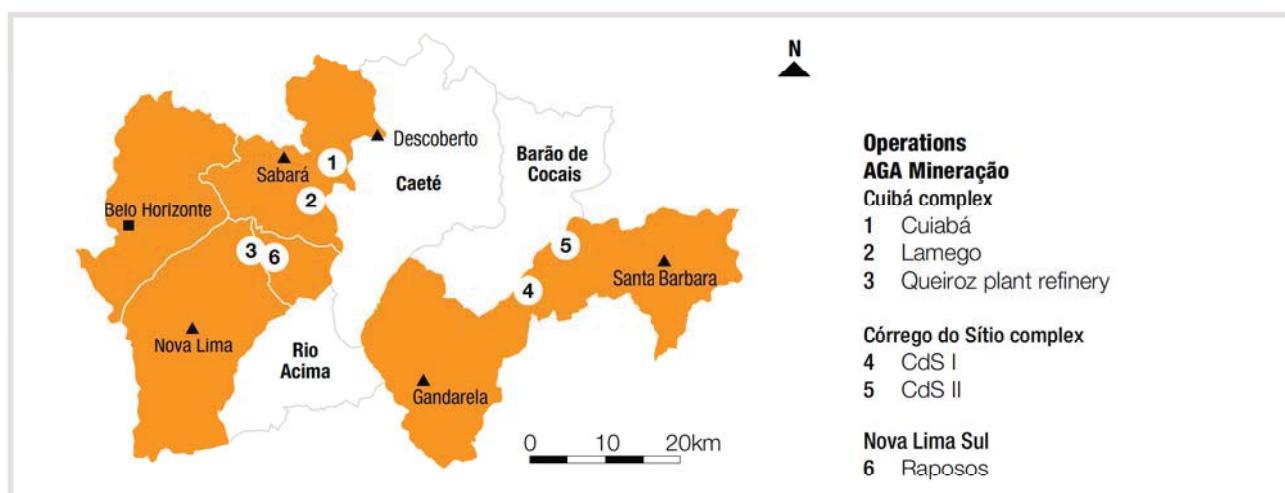 N
Descoberto
1
Sabará
Barão de
Cocais
Caeté
2
Belo Horizonte
3
6
5
Santa Barbara
4
Nova Lima
Rio
Acima
Gandarela
0 10 20km
Operations
AGA Mineração
Cuibá complex
1 Cuiabá
2 Lamego
3 Queiroz plant refinery
Córrego do Sítio complex
4 CdS I
5 CdS II
Nova Lima Sul
6 Raposos